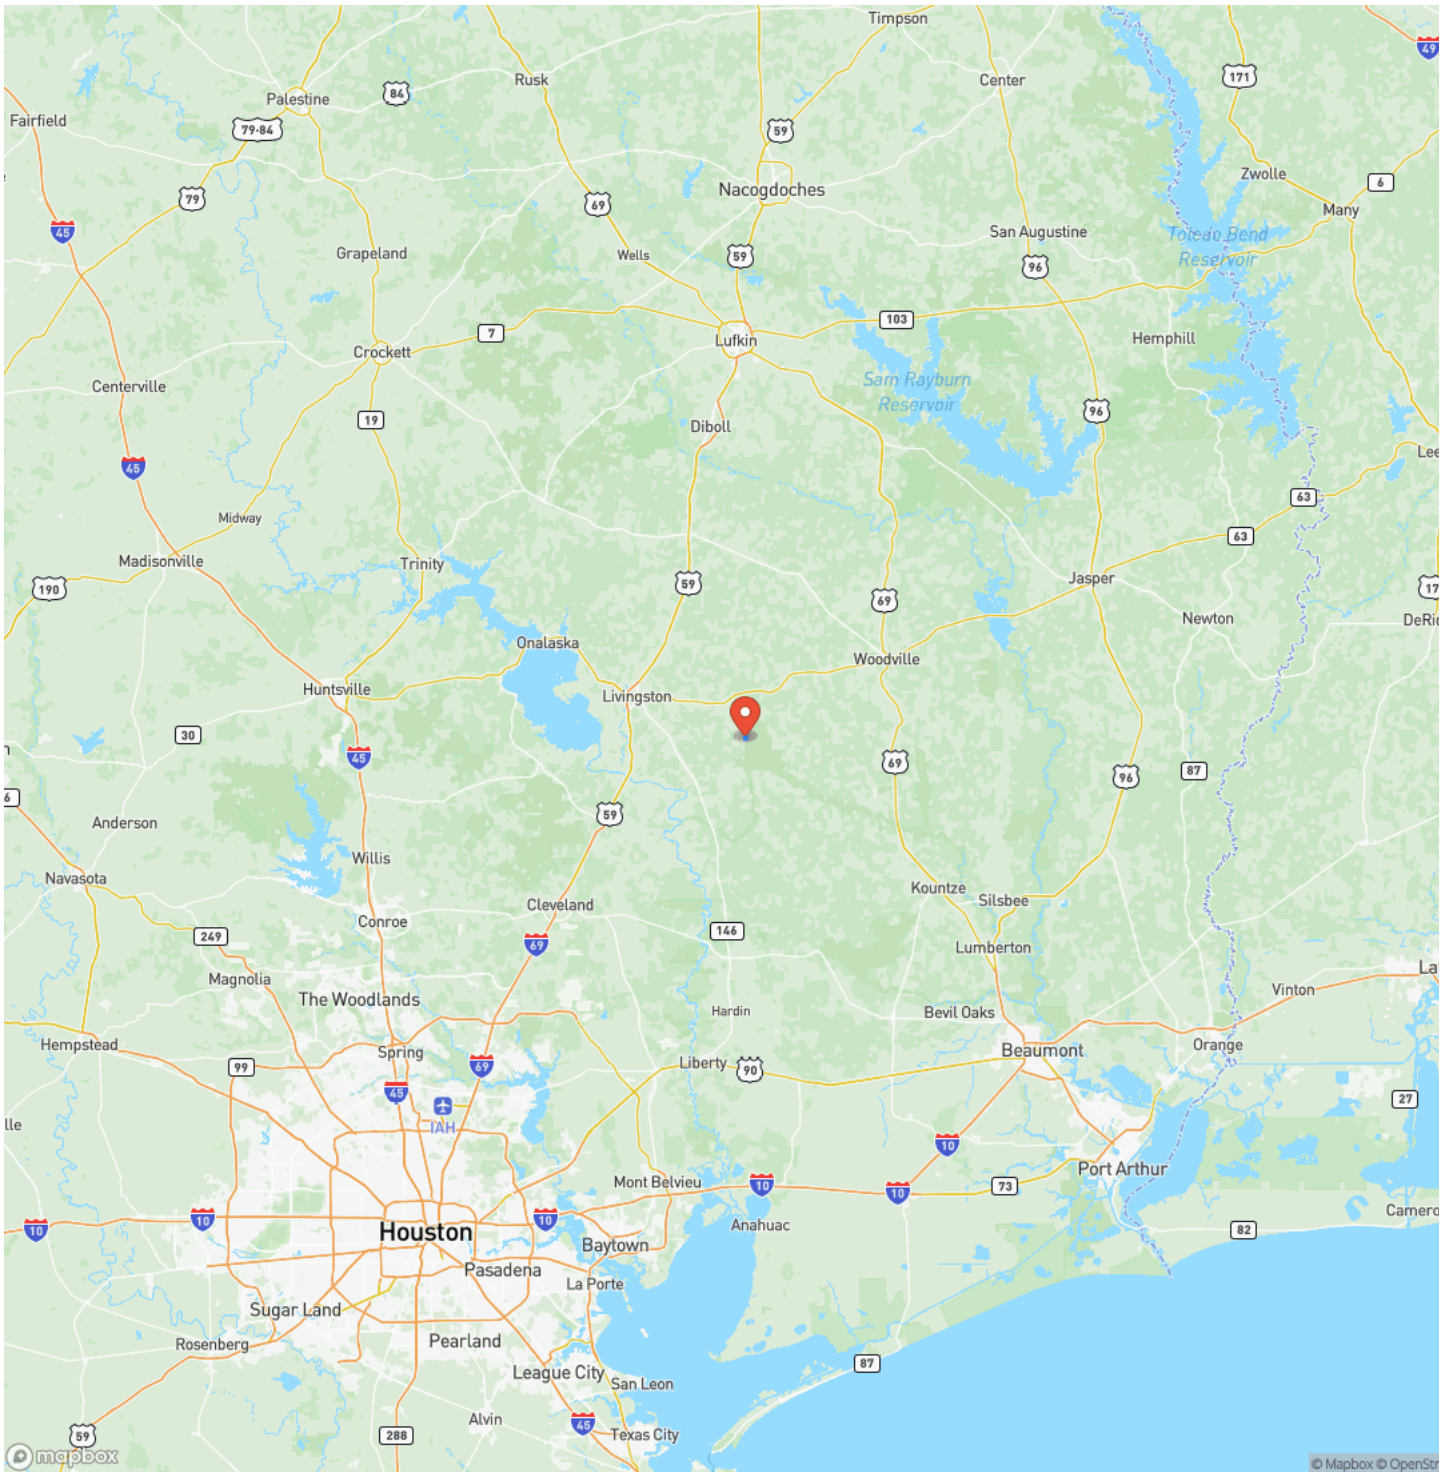 Timpson
49
Rusk
Center
171
84
Palestine
Fairfield
79-84
59
Zwolle
6
Nacogdoches
79
69
Many
45
San Augustine
Toledo Bend
Reservoir
Grapeland
Wells
59
96
103
7
Lufkin
Hemphill
Crockett
Sam Rayburn
Reservoir
Centerville
96
19
Diboll
Lee
45
63
Midway
63
Madisonville
Trinity
Jasper
190
59
17
69
Newton
DeRid
Onalaska
Woodville
Huntsville
Livingston
30
45
69
87
96
6
59
Anderson
Willis
Navasota
Kountze
Silsbee
Cleveland
Conroe
146
249
69
Lumberton
La
Magnolia
Vinton
The Woodlands
Hardin
Bevil Oaks
Hempstead
Spring
Orange
Beaumont
99
69
Liberty
90
45
27
IAH
lle
10
Port Arthur
Mont Belvieu
10
73
10
10
10
10
Anahuac
82
Camero
Houston
Baytown
Pasadena
La Porte
Sugar Land
Rosenberg
Pearland
87
League City
San Leon
Alvin
45
59
288
Texas City
mapbox
© Mapbox © OpenStr